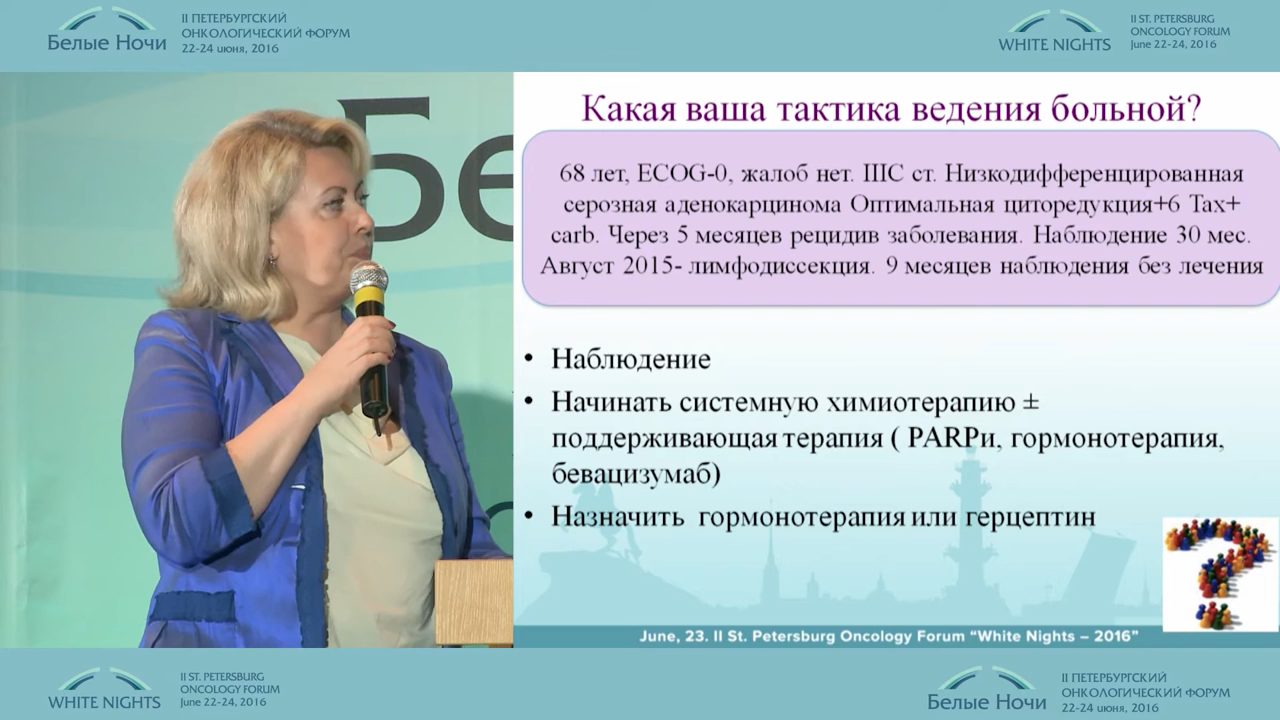 Белые Ночи
II ПЕТЕРБУРГСКИЙ
ОНКОЛОГИЧЕСКИЙ ФОРУМ
22-24 июня, 2016
WHITE NIGHTS
II ST. PETERSBURG
ONCOLOGY FORUM
June 22-24, 2016
Бе
Какая ваша тактика ведения больной?
68 лет, ECOG-0, жалоб нет. IIIC ст. Низкодифференцированная
серозная аденокарцинома Оптимальная циторедукция+6 Tax+
carb. Через 5 месяцев рецидив заболевания. Наблюдение 30 мес.
Август 2015- лимфодиссекция. 9 месяцев наблюдения без лечения
• Наблюдение
• Начинать системную химиотерапию ±
поддерживающая терапия ( PARPи, гормонотерапия,
бевацизумаб)
• Назначить гормонотерапия или герцептин
June, 23. II St. Petersburg Oncology Forum “White Nights – 2016”
WHITE NIGHTS
II ST. PETERSBURG
ONCOLOGY FORUM
June 22-24, 2016
Белые Ночи
II ПЕТЕРБУРГСКИЙ
ОНКОЛОГИЧЕСКИЙ ФОРУМ
22-24 июня, 2016